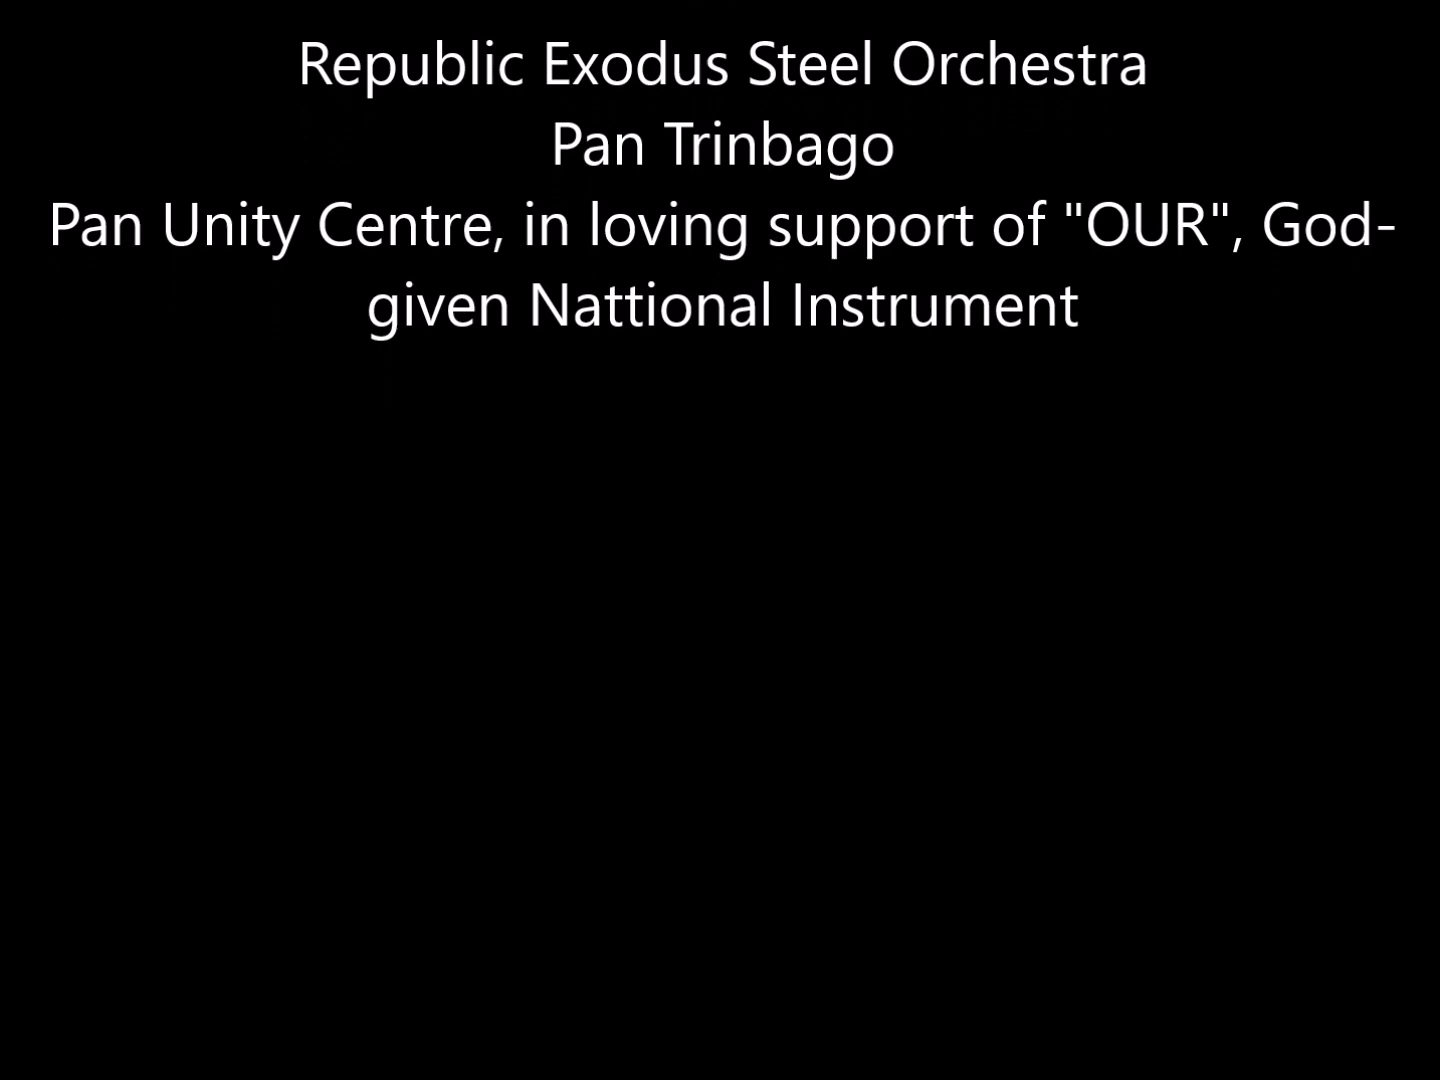 Republic Exodus Steel Orchestra
Pan Trinbago
Pan Unity Centre, in loving support of "OUR", God-
given Nattional Instrument